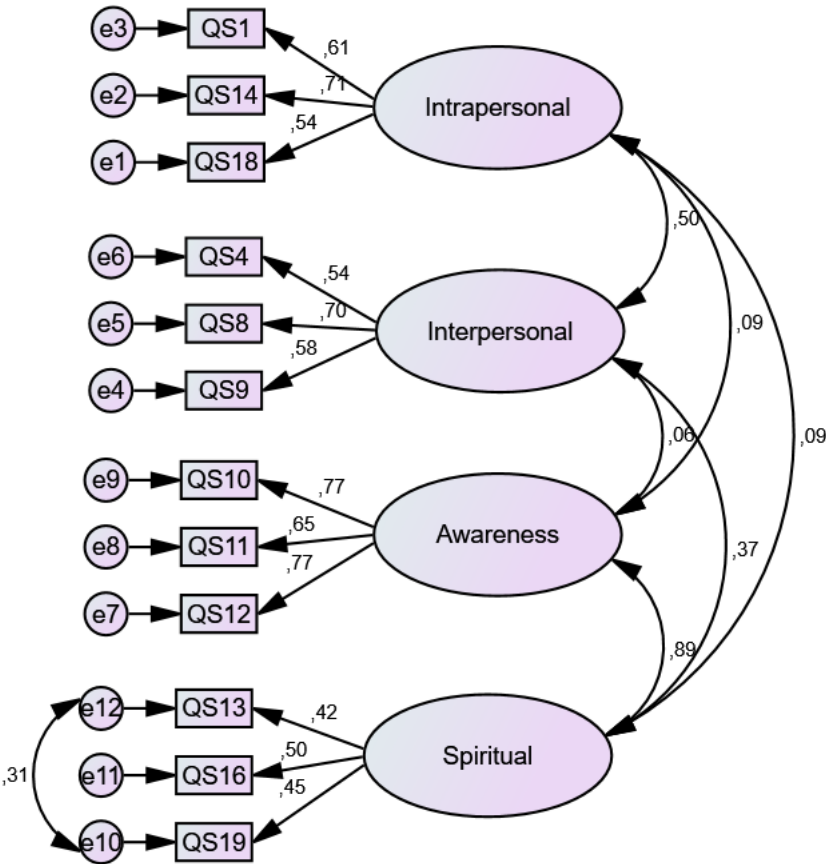 e3 QS1
,61
e2 QS14
,71
Intrapersonal
,54
e1 QS18
,50
e6 QS4
,54
e5 QS8
,70
Interpersonal
,09
,58
e4 QS9
,06
,09
e9 QS10
,77
e8 QS11
,65
Awareness
,37
,77
e7 QS12
,89
e12 QS13
,42
,31
e11 QS16
,50
Spiritual
,45
e10 QS19